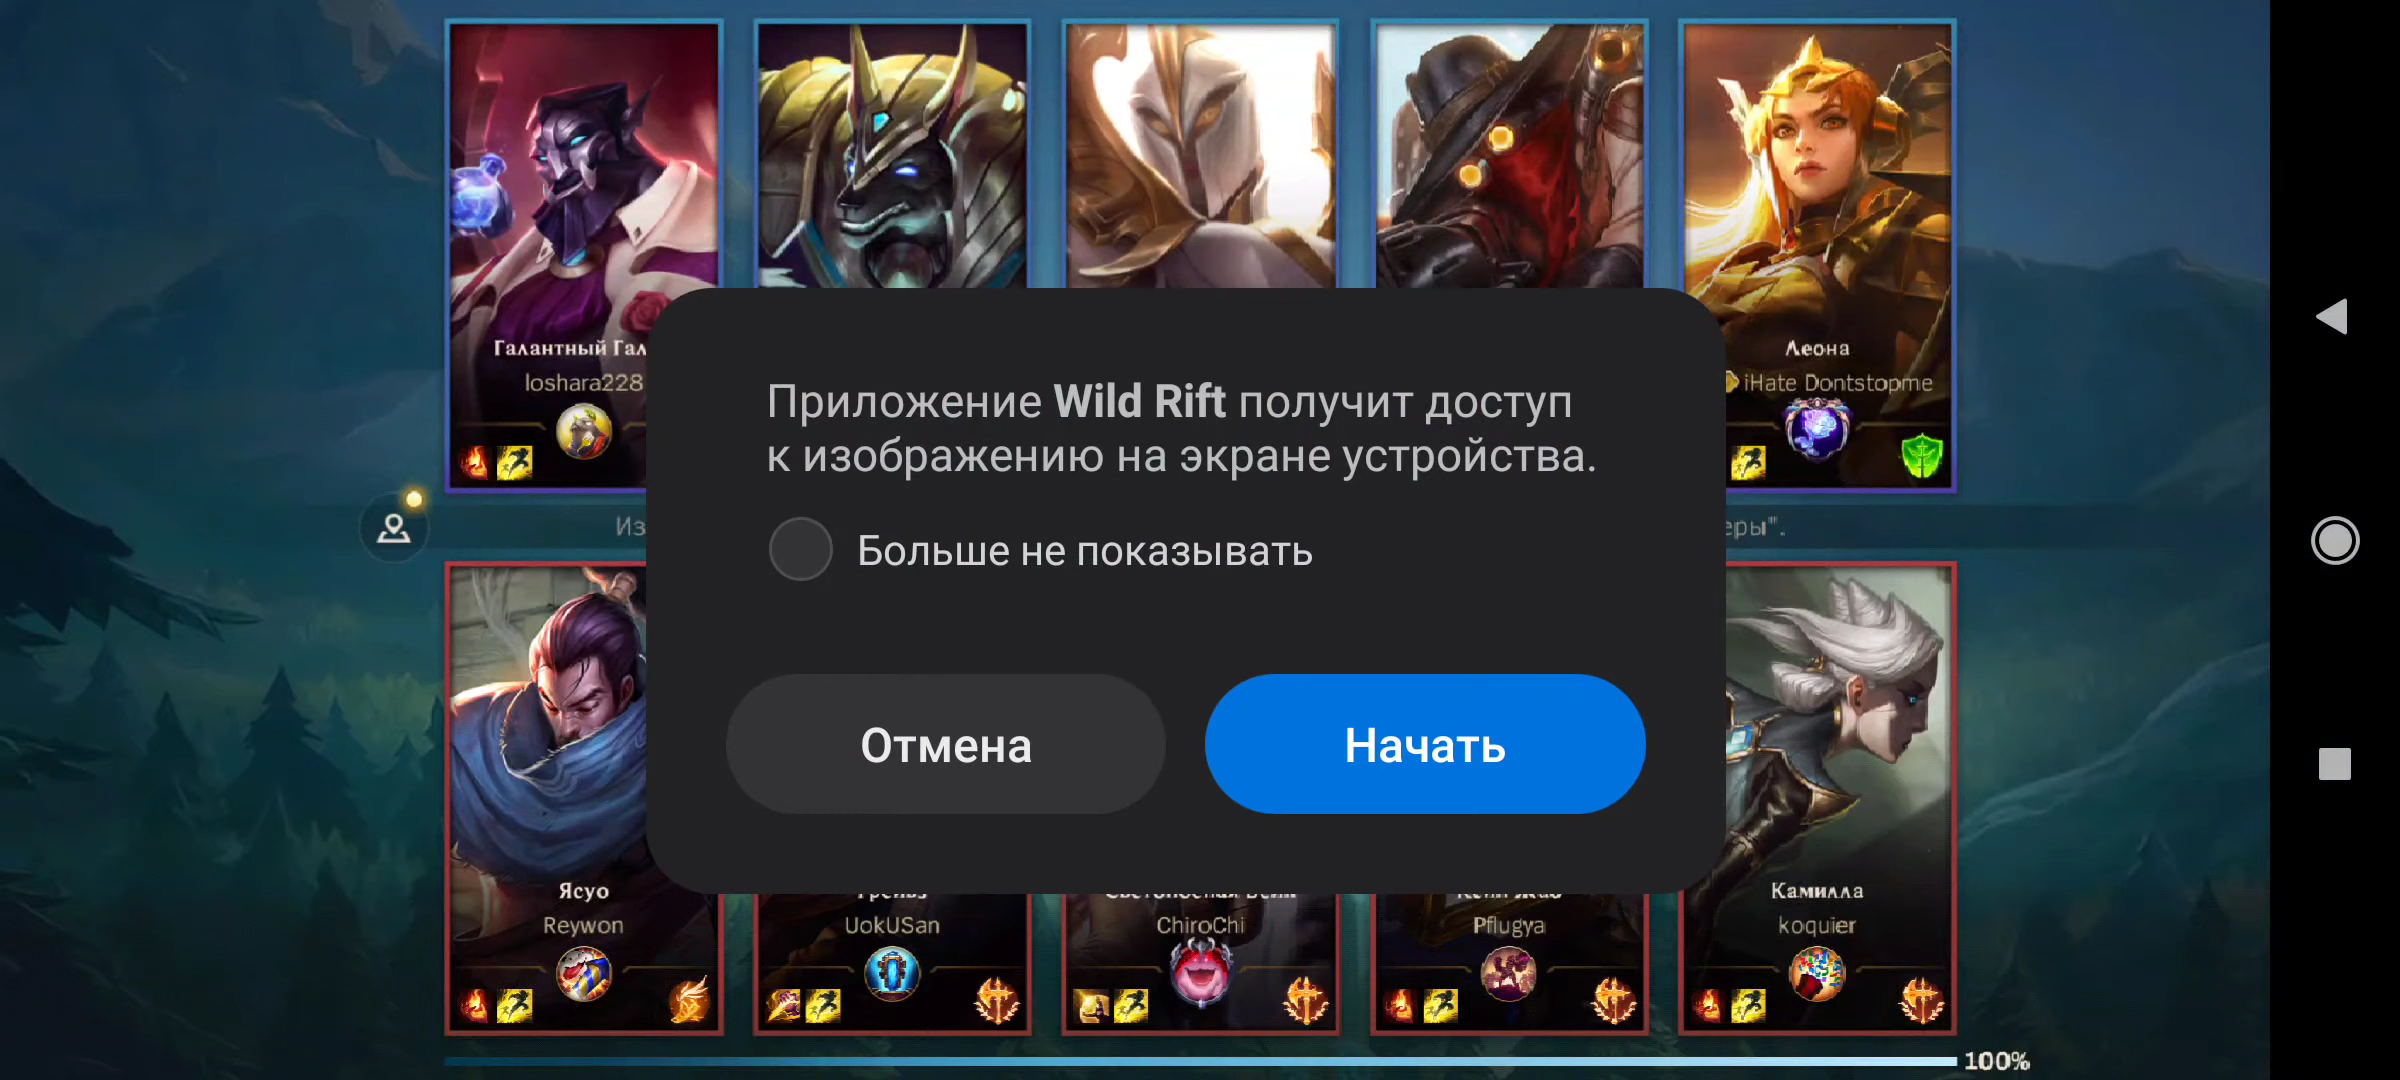 Галантный Гал
loshara228
Леона
iHate Dontstopme
Приложение Wild Rift получит доступ
к изображению на экране устройства.
Из
еры".
Больше не показывать
Отмена
Начать
Ясуо
Reywon
UokUSan
ChiroChi
Pflugya
Камилла
koquier
100%